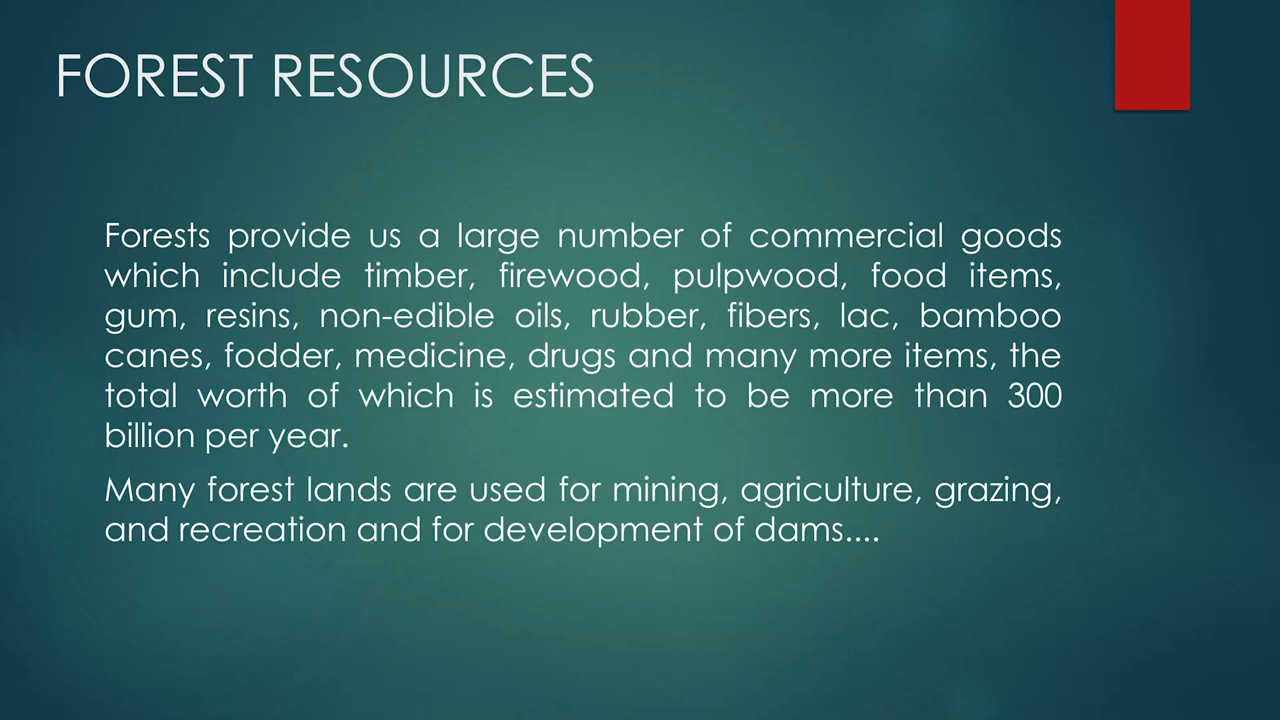 FOREST RESOURCES
Forests provide us a large number of commercial goods
which include timber, firewood, pulpwood, food items,
gum, resins, non-edible oils, rubber, fibers, lac, bamboo
canes, fodder, medicine, drugs and many more items, the
total worth of which is estimated to be more than 300
billion per year.
Many forest lands are used for mining, agriculture, grazing,
and recreation and for development of dams....